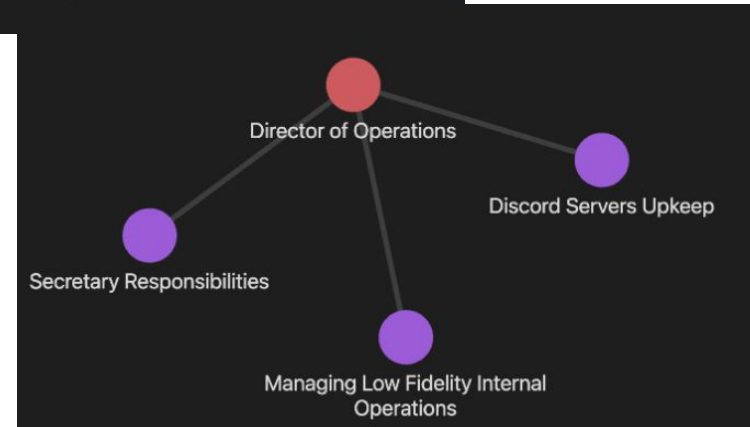 Director of Operations
Discord Servers Upkeep
Secretary Responsibilities
Managing Low Fidelity Internal
Operations